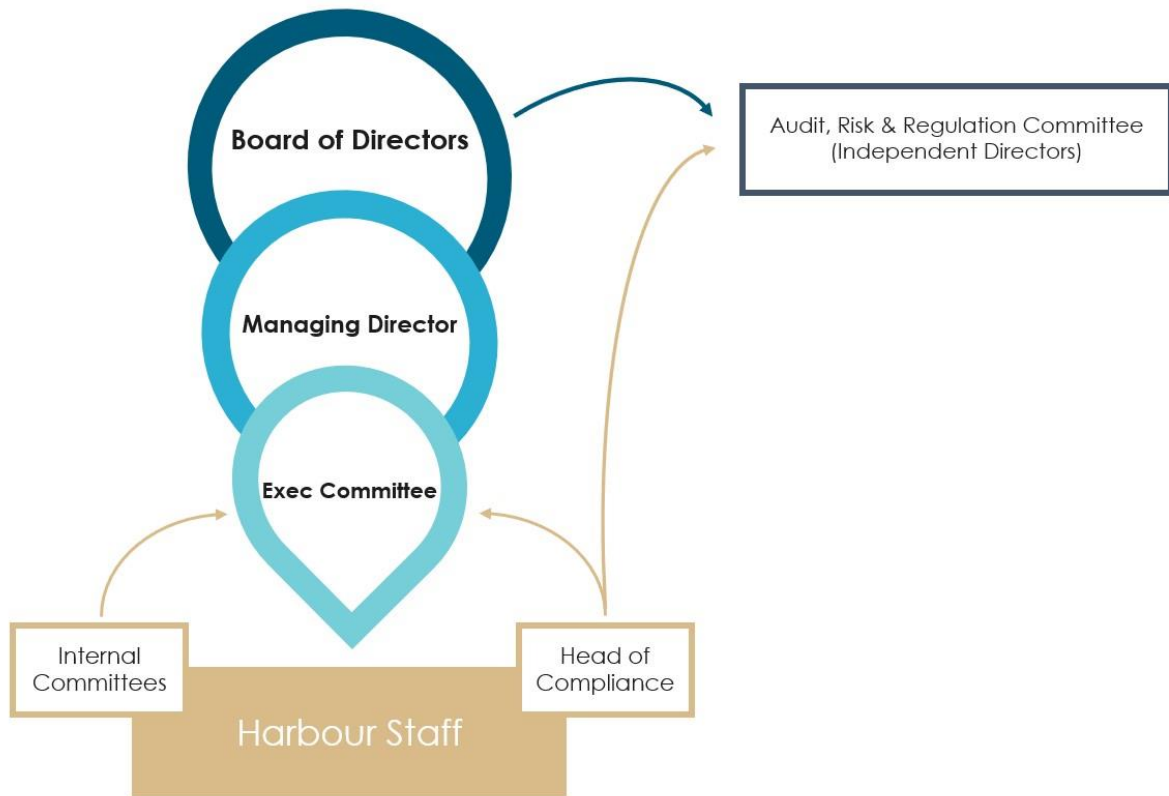 Board of Directors
Audit, Risk & Regulation Committee
(Independent Directors)
Managing Director
Exec Committee
Internal
Committees
Head of
Compliance
Harbour Staff